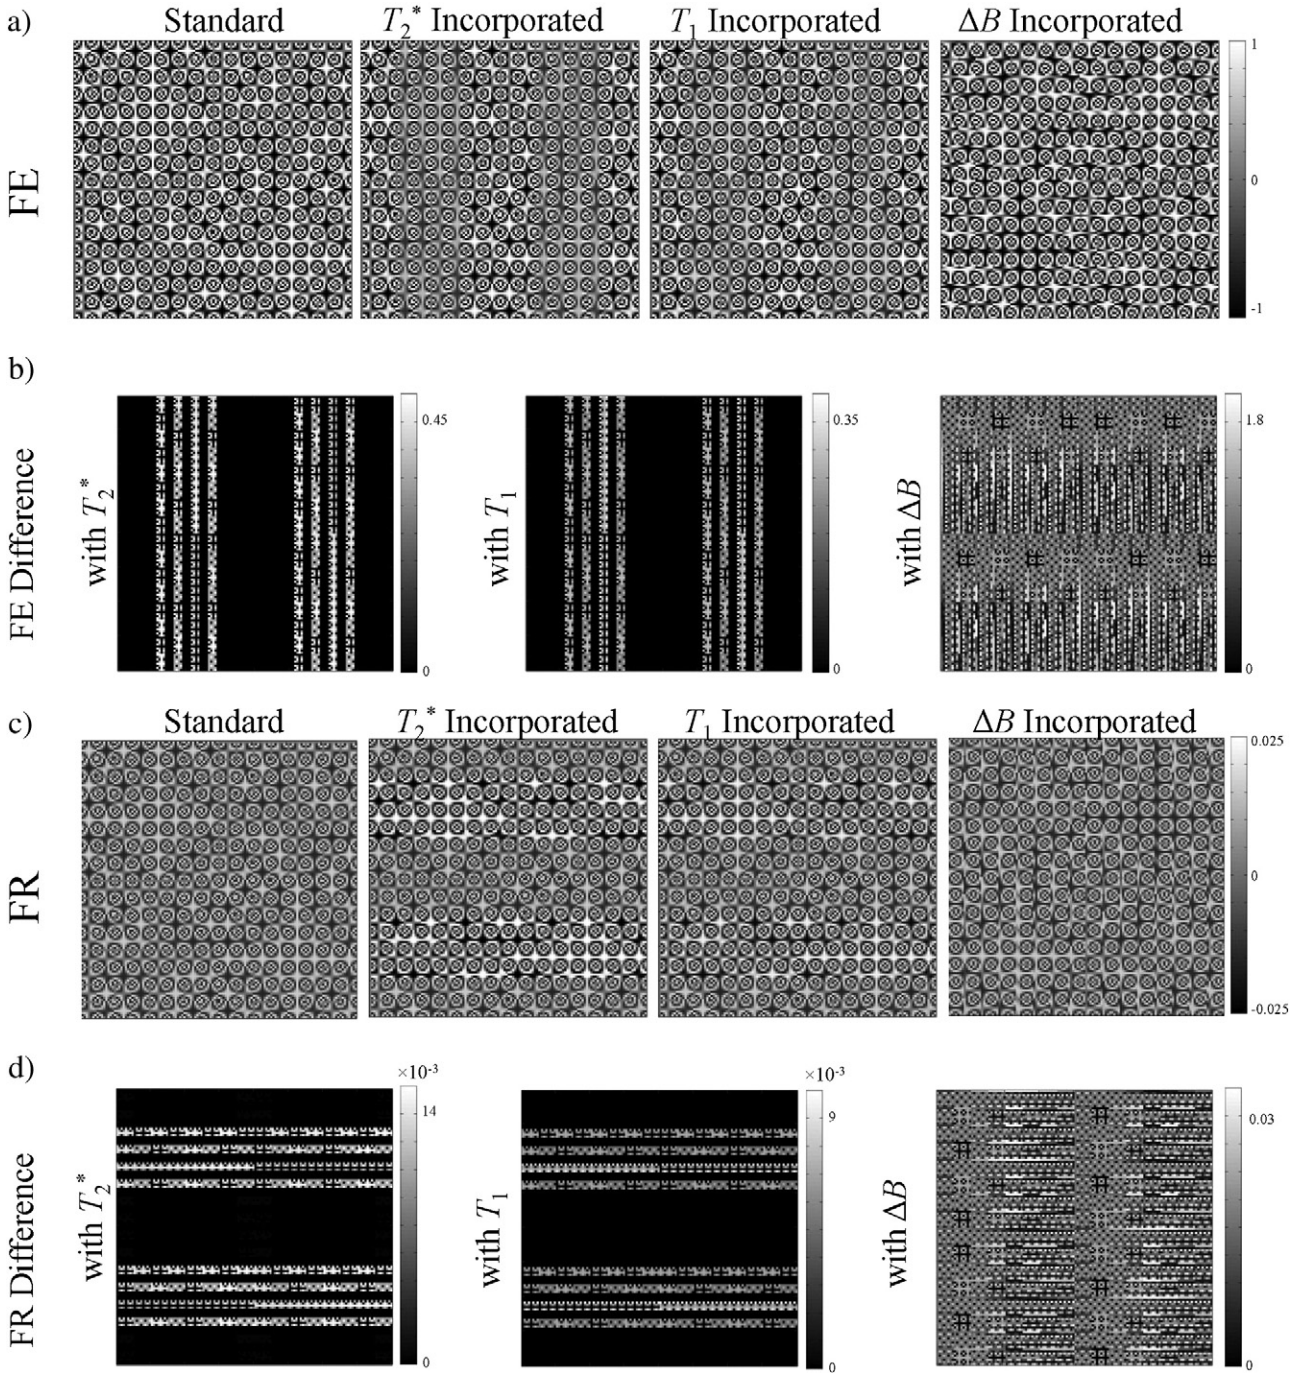 a)
Standard
T2* Incorporated
T1 Incorporated
ΔB Incorporated
FE
1
0
-1
b)
FE Difference
with T2*
0.45
0
with T1
0.35
0
with ΔB
1.8
0
c)
Standard
T2* Incorporated
T1 Incorporated
ΔB Incorporated
FR
0.025
0
-0.025
d)
FR Difference
with T2*
×10-3
14
0
with T1
×10-3
9
0
with ΔB
0.03
0